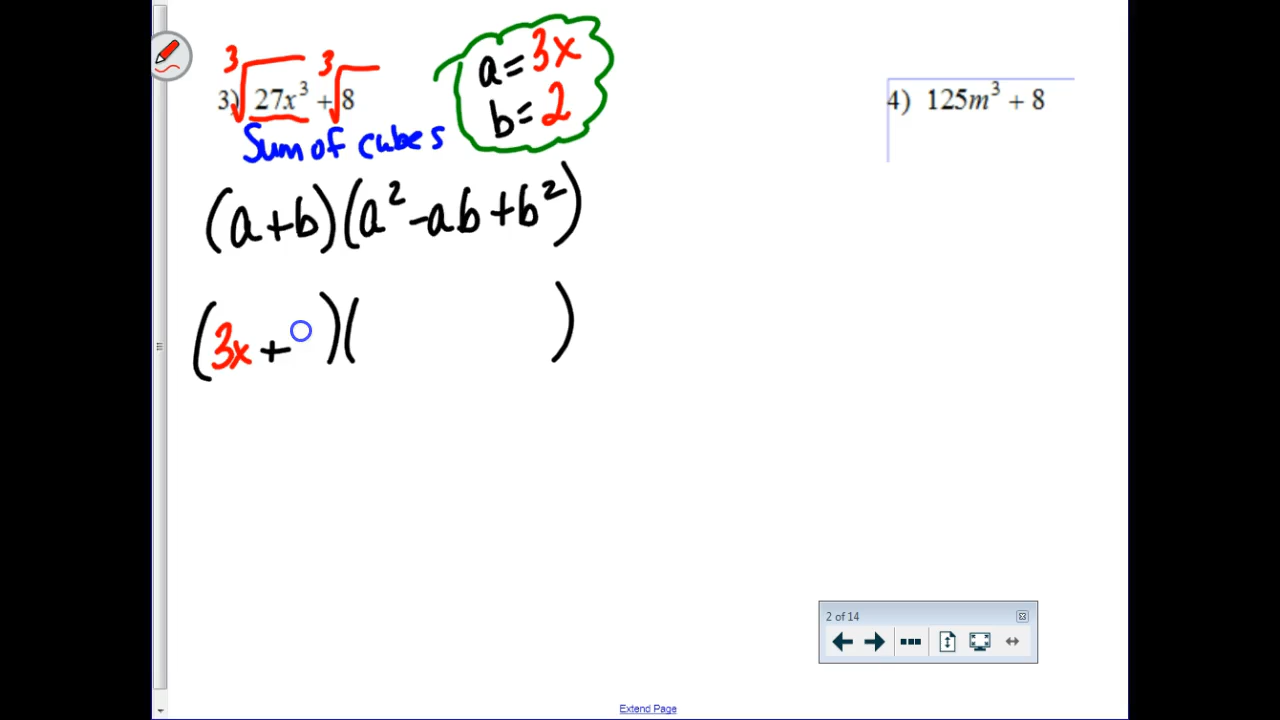 3) ∛27x³ + ∛8
Sum of cubes
a = 3x
b = 2
4) 125m³ + 8
(a+b)(a² - ab + b²)
(3x + )( )
2 of 14
Extend Page